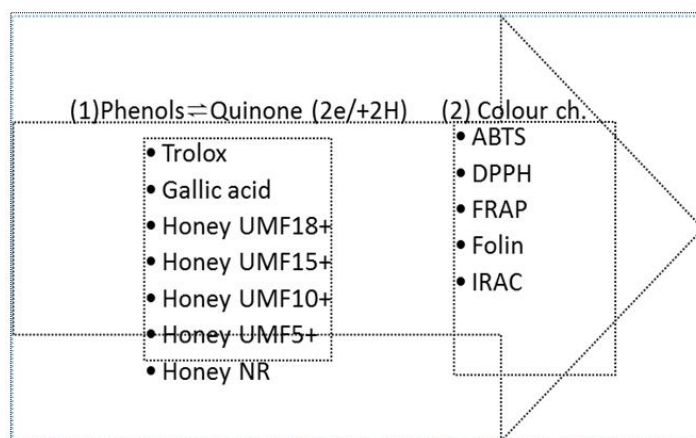 (1)Phenols⇌Quinone (2e/+2H)
• Trolox
• Gallic acid
• Honey UMF18+
• Honey UMF15+
• Honey UMF10+
• Honey UMF5+
• Honey NR
(2) Colour ch.
• ABTS
• DPPH
• FRAP
• Folin
• IRAC